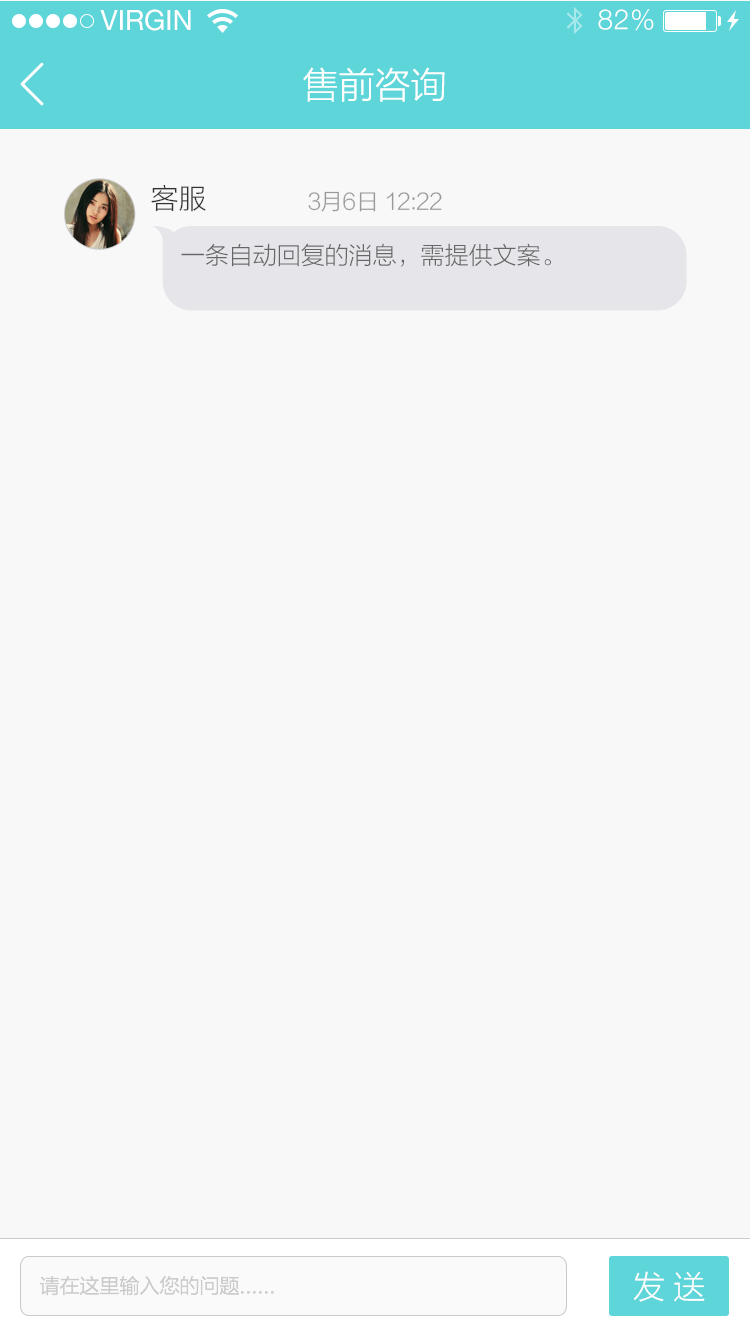 VIRGIN 82%
售前咨询
客服 3月6日 12:22
一条自动回复的消息，需提供文案。
请在这里输入您的问题...... 发 送